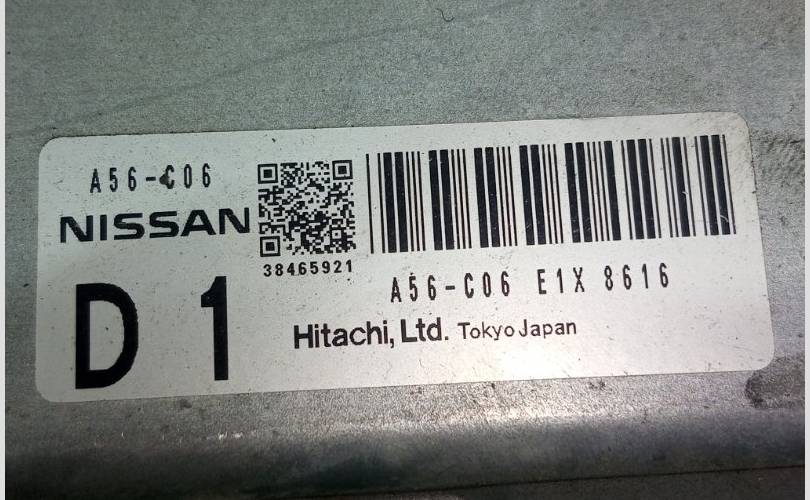 A56-C06
NISSAN
38465921
D 1
A56-C06 E1X 8616
Hitachi, Ltd. Tokyo Japan